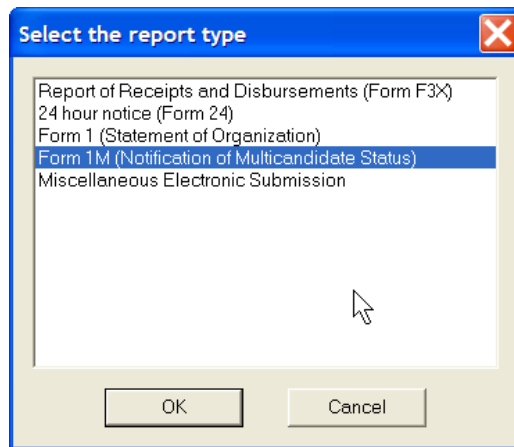 Select the report type
Report of Receipts and Disbursements (Form F3X)
24 hour notice (Form 24)
Form 1 (Statement of Organization)
Form 1M (Notification of Multicandidate Status)
Miscellaneous Electronic Submission
OK
Cancel